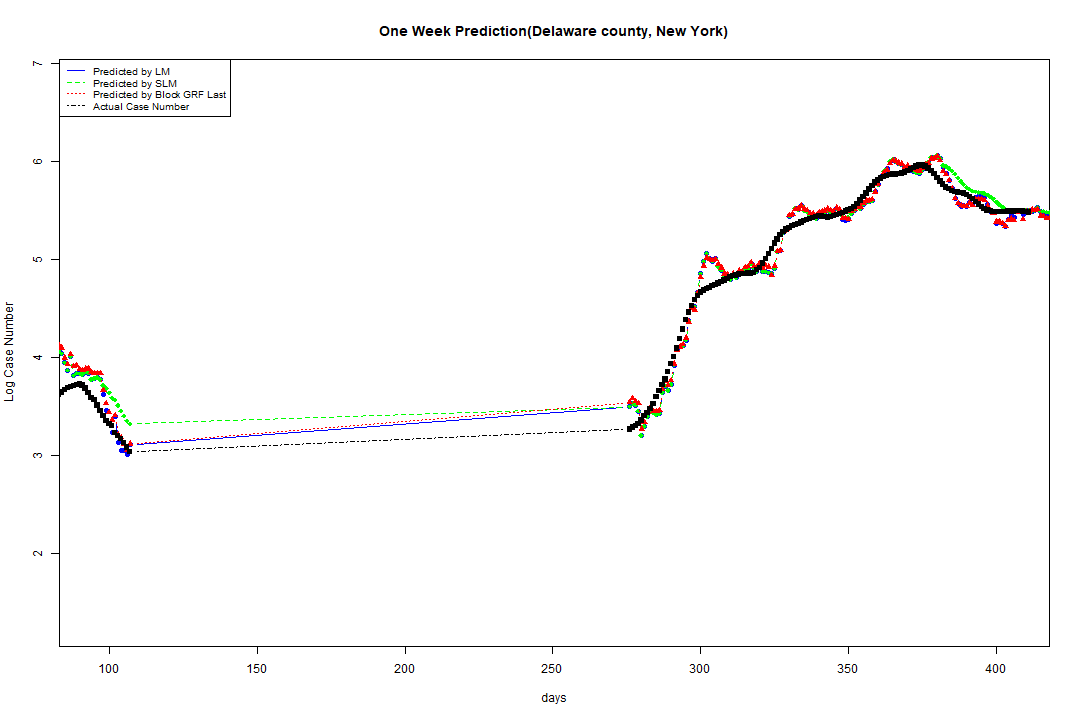 One Week Prediction(Delaware county, New York)
Predicted by LM
Predicted by SLM
Predicted by Block GRF Last
Actual Case Number
7
6
5
4
3
2
Log Case Number
100 150 200 250 300 350 400
days